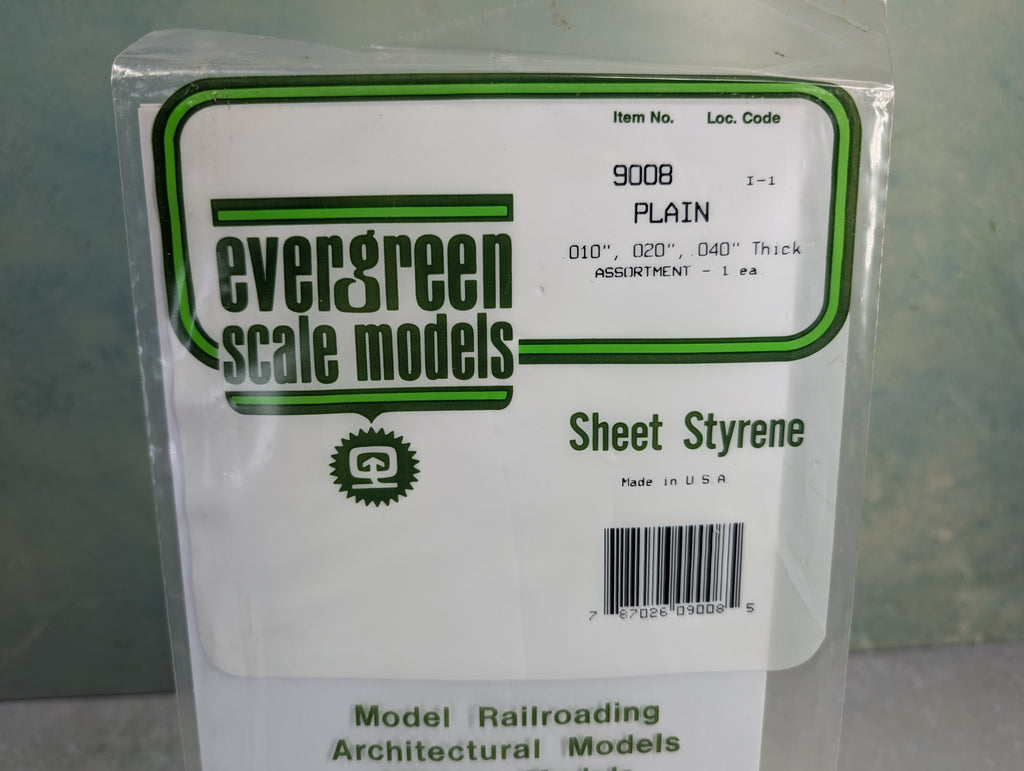 Item No. Loc. Code
9008 I-1
PLAIN
.010", .020", .040" Thick
ASSORTMENT - 1 ea.
evergreen
scale models
Sheet Styrene
Made in U.S.A.
7 87026 09008 5
Model Railroading
Architectural Models